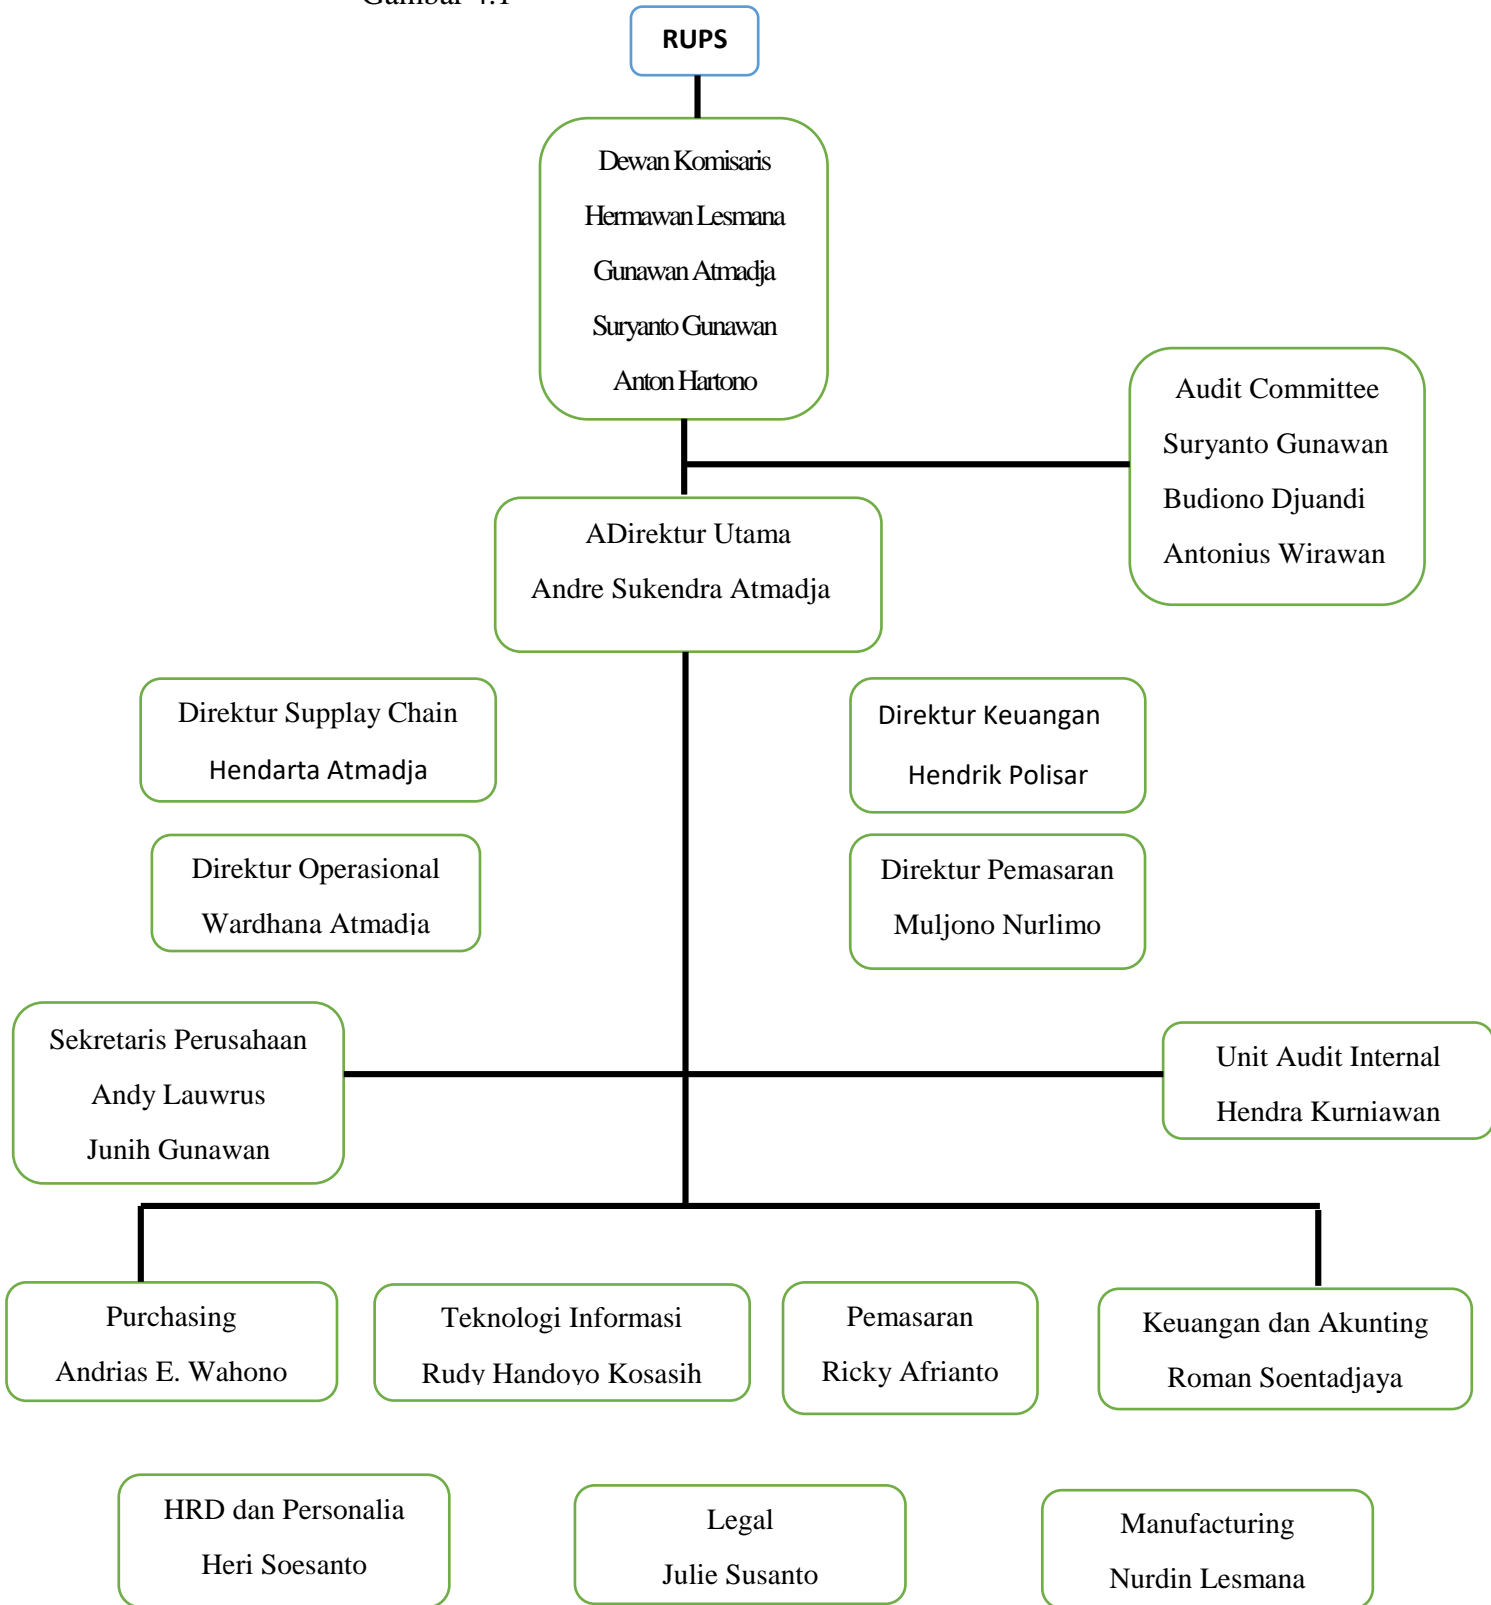 Gambar 4.1
RUPS
Dewan Komisaris
Hermawan Lesmana
Gunawan Atmadja
Suryanto Gunawan
Anton Hartono
Audit Committee
Suryanto Gunawan
Budiono Djuandi
Antonius Wirawan
ADirektur Utama
Andre Sukendra Atmadja
Direktur Supplay Chain
Hendarta Atmadja
Direktur Keuangan
Hendrik Polisar
Direktur Operasional
Wardhana Atmadja
Direktur Pemasaran
Muljono Nurlimo
Sekretaris Perusahaan
Andy Lauwrus
Junih Gunawan
Unit Audit Internal
Hendra Kurniawan
Purchasing
Andrias E. Wahono
Teknologi Informasi
Rudy Handoyo Kosasih
Pemasaran
Ricky Afrianto
Keuangan dan Akunting
Roman Soentadjaya
HRD dan Personalia
Heri Soesanto
Legal
Julie Susanto
Manufacturing
Nurdin Lesmana